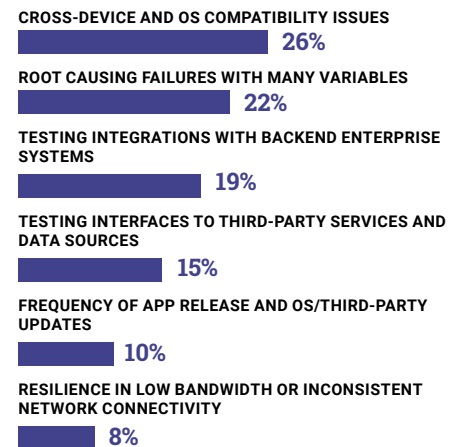 CROSS-DEVICE AND OS COMPATIBILITY ISSUES
26%
ROOT CAUSING FAILURES WITH MANY VARIABLES
22%
TESTING INTEGRATIONS WITH BACKEND ENTERPRISE
SYSTEMS
19%
TESTING INTERFACES TO THIRD-PARTY SERVICES AND
DATA SOURCES
15%
FREQUENCY OF APP RELEASE AND OS/THIRD-PARTY
UPDATES
10%
RESILIENCE IN LOW BANDWIDTH OR INCONSISTENT
NETWORK CONNECTIVITY
8%